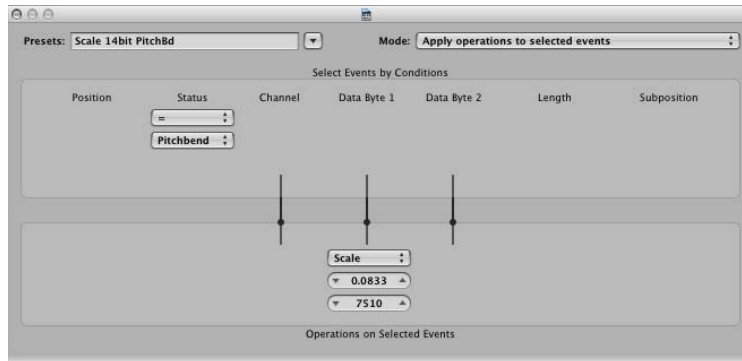 Presets: Scale 14bit PitchBd Mode: Apply operations to selected events
Select Events by Conditions
Position Status Channel Data Byte 1 Data Byte 2 Length Subposition
=
Pitchbend
Scale
0.0833
7510
Operations on Selected Events